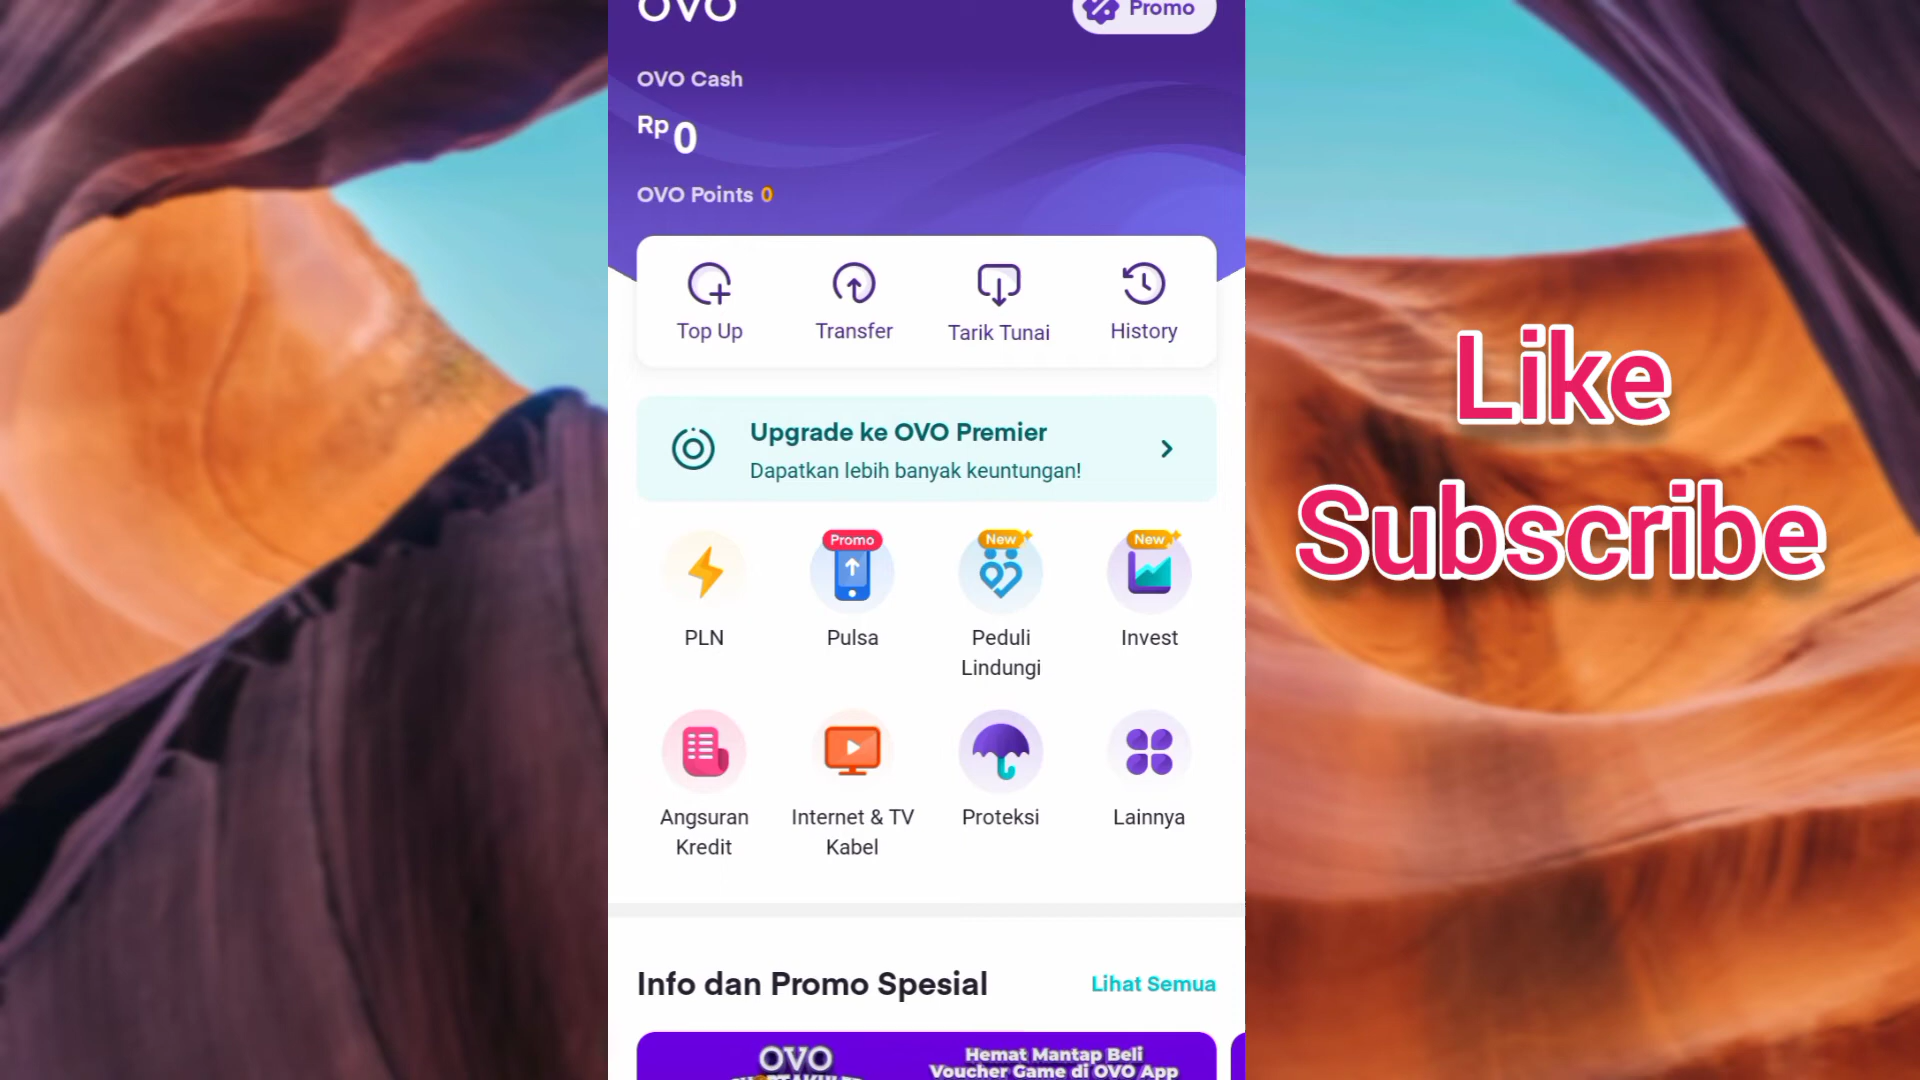 OVO
Promo
OVO Cash
Rp 0
OVO Points 0
Top Up
Transfer
Tarik Tunai
History
Upgrade ke OVO Premier
Dapatkan lebih banyak keuntungan!
Promo
New
New
PLN
Pulsa
Peduli
Lindungi
Invest
Angsuran
Kredit
Internet & TV
Kabel
Proteksi
Lainnya
Info dan Promo Spesial
Lihat Semua
OVO
Hemat Mantap Beli
Voucher Game di OVO App
Like
Subscribe